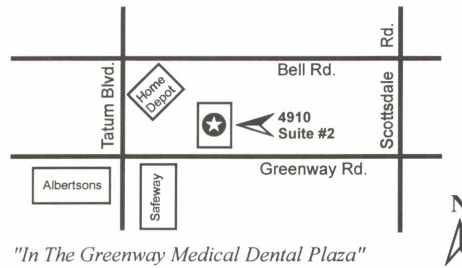 Rd.
Bell Rd.
Tatum Blvd.
Home
Depot
Scottsdale
4910
Suite #2
Greenway Rd.
Albertsons
Safeway
N
"In The Greenway Medical Dental Plaza"